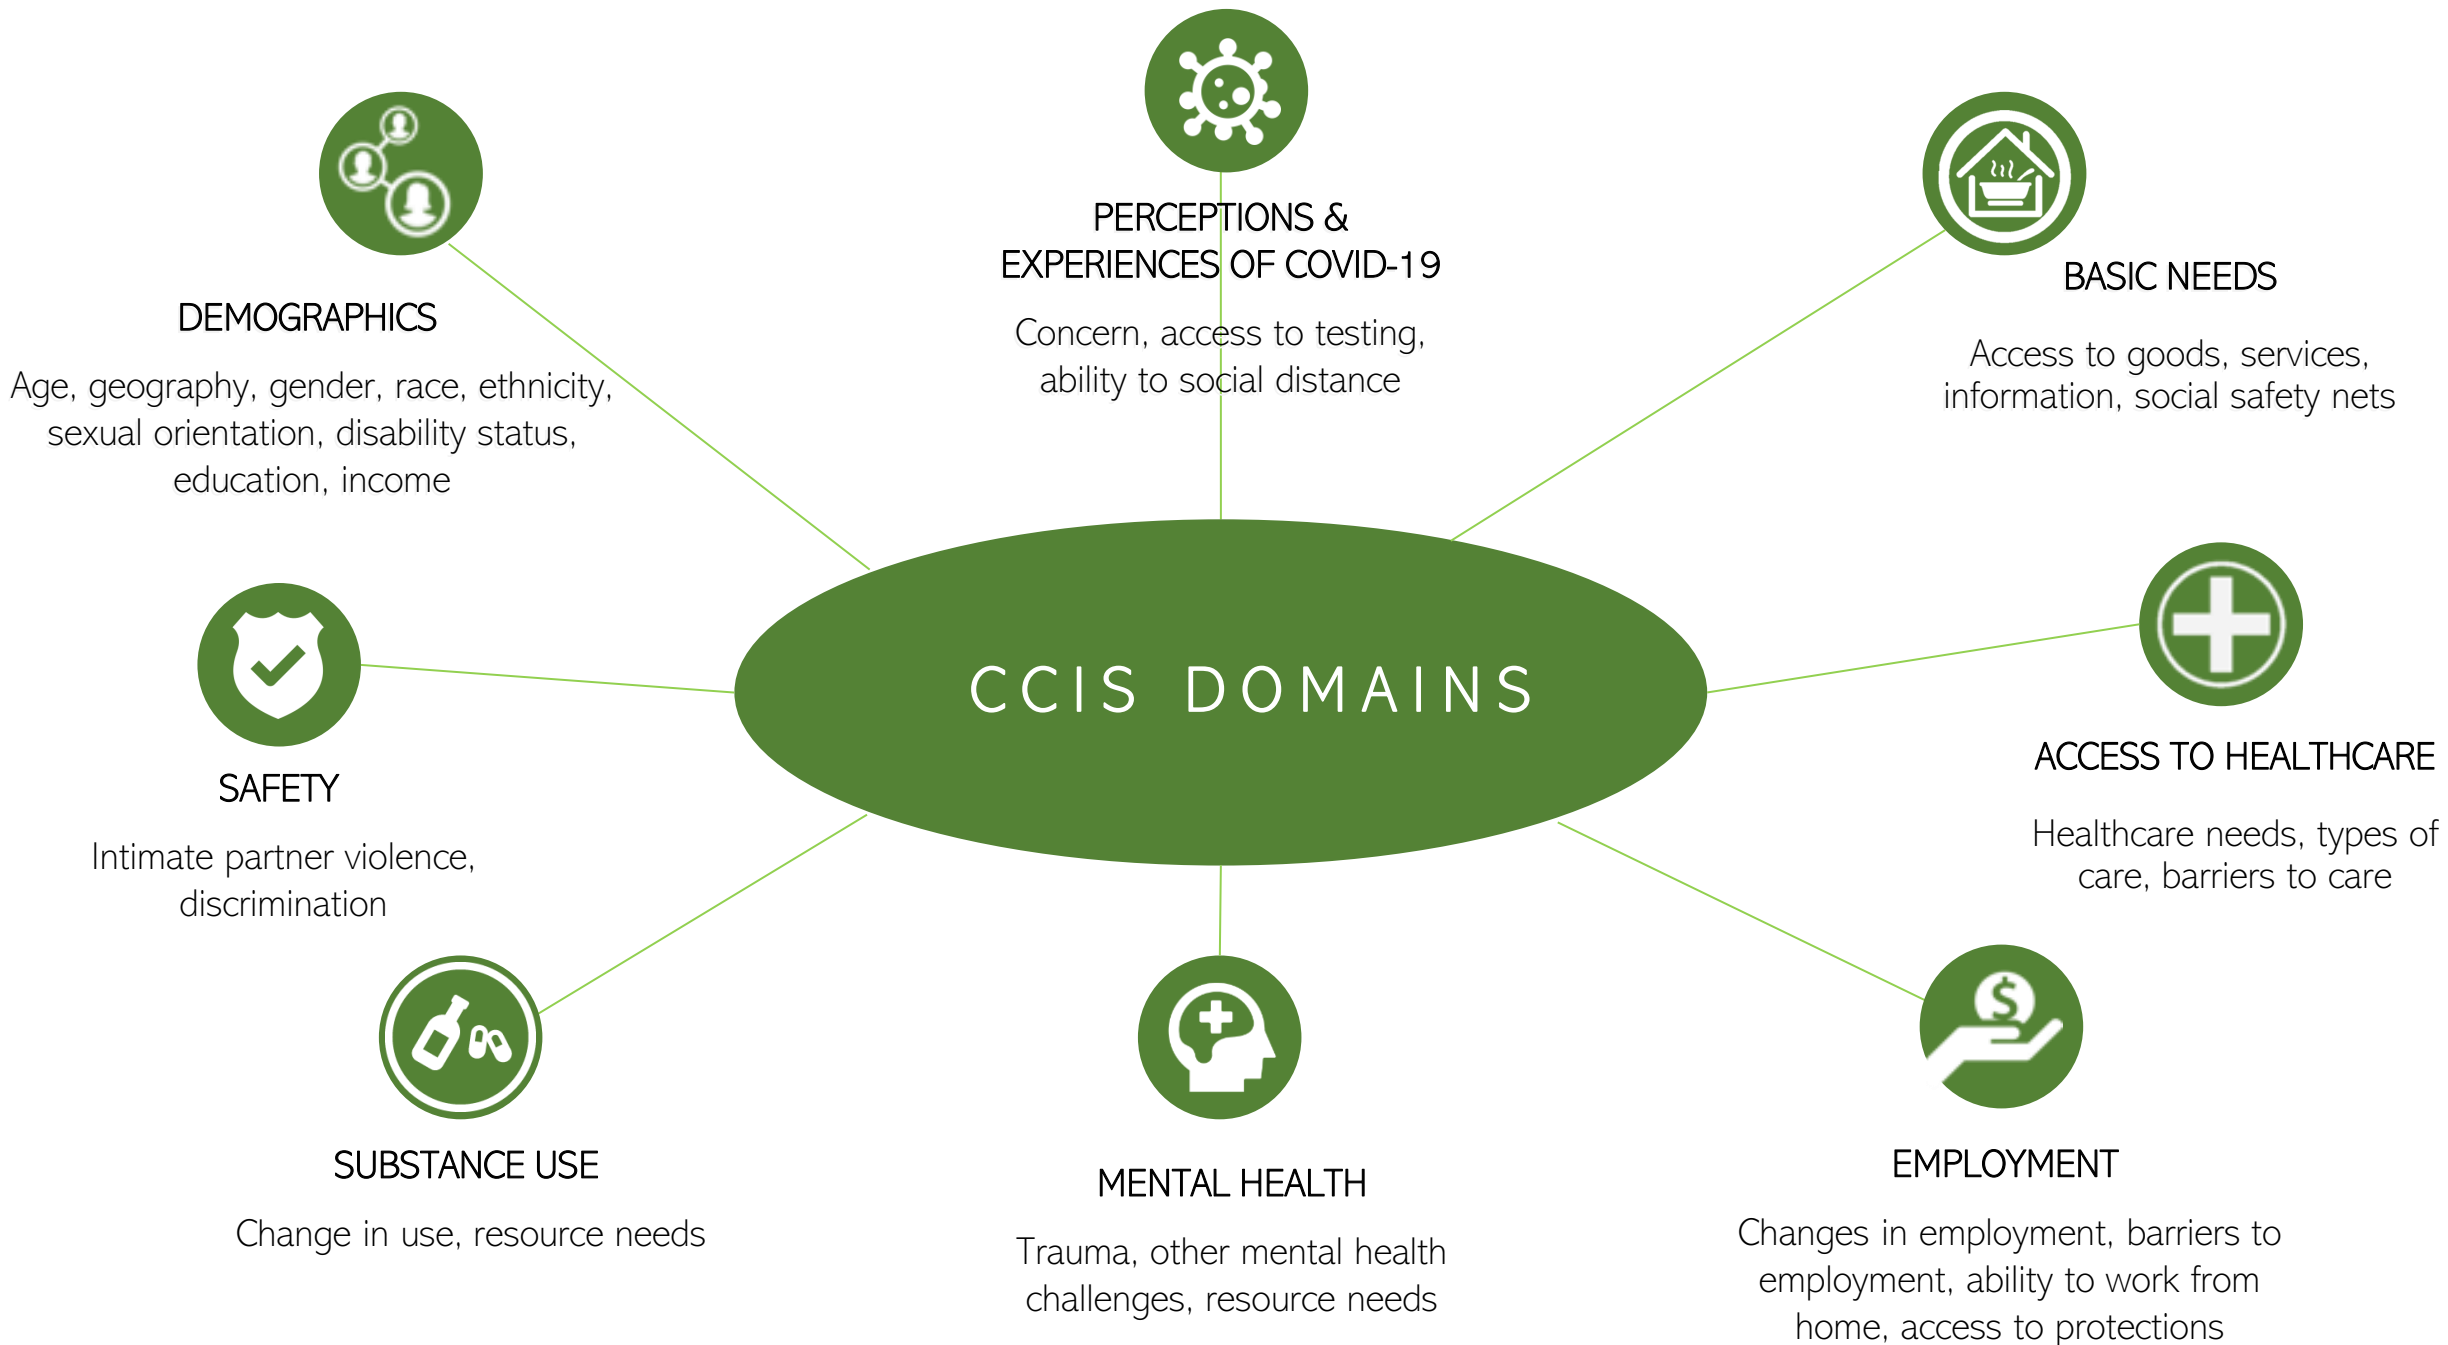 PERCEPTIONS &
EXPERIENCES OF COVID-19
Concern, access to testing,
ability to social distance
DEMOGRAPHICS
Age, geography, gender, race, ethnicity,
sexual orientation, disability status,
education, income
BASIC NEEDS
Access to goods, services,
information, social safety nets
CCIS DOMAINS
SAFETY
Intimate partner violence,
discrimination
ACCESS TO HEALTHCARE
Healthcare needs, types of
care, barriers to care
SUBSTANCE USE
Change in use, resource needs
MENTAL HEALTH
Trauma, other mental health
challenges, resource needs
$
EMPLOYMENT
Changes in employment, barriers to
employment, ability to work from
home, access to protections